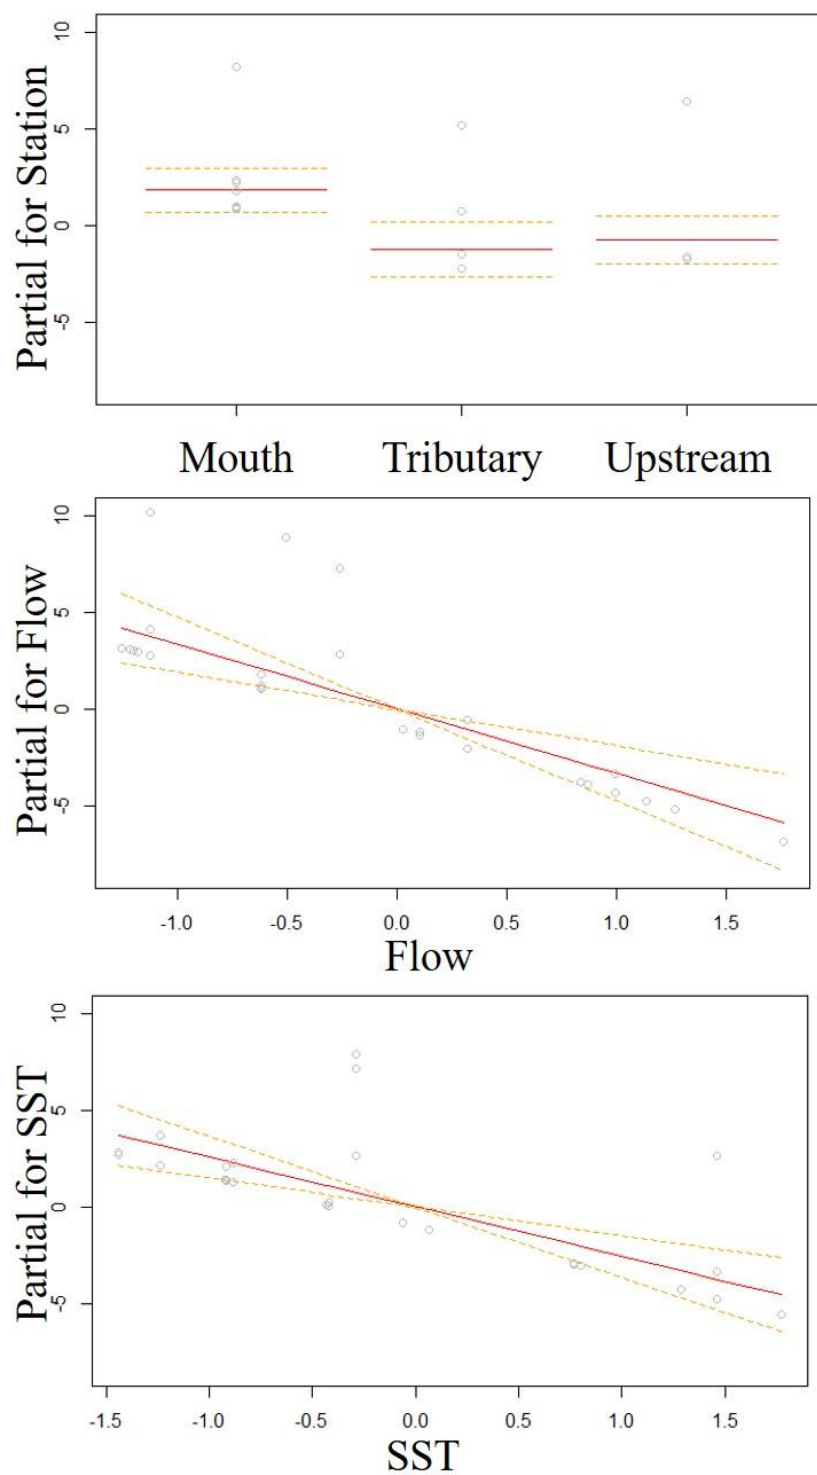 Partial for Station
10
5
0
-5
Mouth Tributary Upstream
Partial for Flow
10
5
0
-5
-1.0 -0.5 0.0 0.5 1.0 1.5
Flow
Partial for SST
10
5
0
-5
-1.5 -1.0 -0.5 0.0 0.5 1.0 1.5
SST